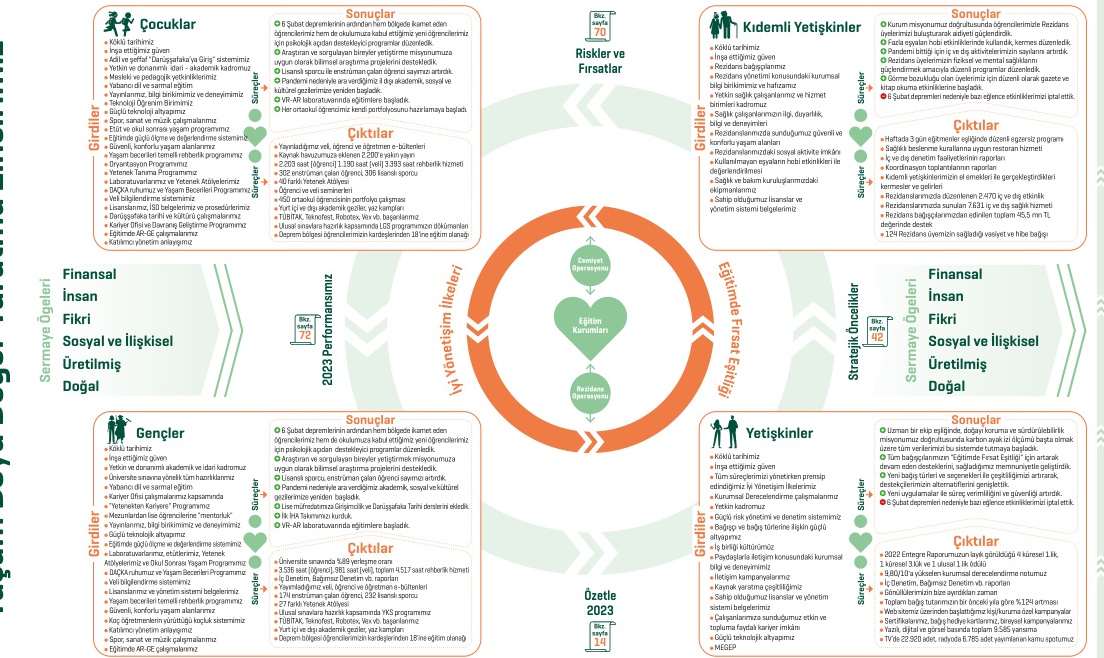 Çocuklar
Girdiler
Köklü tarihimiz
İnşa ettiğimiz güven
Adil ve şeffaf "Darüşşafaka'ya Giriş" sistemimiz
Yetkin ve donanımlı idari - akademik kadromuz
Mesleki ve pedagojik yetkinliklerimiz
Yabancı dil ve sarmal eğitim
Yayınlarımız, bilgi birikimimiz ve deneyimimiz
Teknoloji Öğrenim Birimimiz
Güçlü teknolojik altyapımız
Spor, sanat ve müzik çalışmalarımız
Etüt ve okul sonrası yaşam programımız
Eğitimde güçlü ölçme ve değerlendirme sistemimiz
Güvenli, konforlu yaşam alanlarımız
Yaşam becerileri temelli rehberlik programımız
Oryantasyon Programımız
Yetenek Tanıma Programımız
Laboratuvarlarımız ve Yetenek Atölyelerimiz
DAÇKA ruhumuz ve Yaşam Becerileri Programımız
Veli bilgilendirme sistemimiz
Lisanslarımız, ISO belgelerimiz ve prosedürlerimiz
Darüşşafaka tarihi ve kültürü çalışmalarımız
Kariyer Ofisi ve Davranış Geliştirme Programımız
Eğitimde AR-GE çalışmalarımız
Katılımcı yönetim anlayışımız
Süreçler
Süreçler
Sonuçlar
6 Şubat depremlerinin ardından hem bölgede ikamet eden
öğrencilerimiz hem de okulumuza kabul ettiğimiz yeni öğrencilerimiz
için psikolojik açıdan destekleyici programlar düzenledik.
Araştıran ve sorgulayan bireyler yetiştirme misyonumuza
uygun olarak bilimsel araştırma projelerini destekledik.
Lisanslı sporcu ile enstrüman çalan öğrenci sayımızı artırdık.
Pandemi nedeniyle ara verdiğimiz il dışı akademik, sosyal ve
kültürel gezilerimize yeniden başladık.
VR-AR laboratuvarında eğitimlere başladık.
Her ortaokul öğrencimiz kendi portfolyosunu hazırlamaya başladı.
Çıktılar
Yayınladığımız veli, öğrenci ve öğretmen e-bültenleri
Kaynak havuzumuza eklenen 2.200'e yakın yayın
2.203 saat (öğrenci) 1.190 saat (veli) 3.393 saat rehberlik hizmeti
302 enstrüman çalan öğrenci, 306 lisanslı sporcu
40 farklı Yetenek Atölyesi
Öğrenci ve veli seminerleri
450 ortaokul öğrencisinin portfolyo çalışması
Yurt içi ve dışı akademik geziler, yaz kampları
TÜBİTAK, Teknofest, Robotex, Vex vb. başarılarımız
Ulusal sınavlara hazırlık kapsamında LGS programımızın dökümanları
Deprem bölgesi öğrencilerimizin kardeşlerinden 18'ine eğitim olanağı
Bkz.
sayfa
70
Riskler ve
Fırsatlar
Kıdemli Yetişkinler
Girdiler
Köklü tarihimiz
İnşa ettiğimiz güven
Rezidans bağışçılarımız
Rezidans yönetimi konusundaki kurumsal
bilgi birikimimiz ve hafızamız
Yetkin sağlık çalışanlarımız ve hizmet
birimleri kadromuz
Sağlık çalışanlarımızın ilgi, duyarlılık,
bilgi ve deneyimleri
Rezidanslarımızda sunduğumuz güvenli ve
konforlu yaşam alanları
Rezidanslarımızdaki sosyal aktivite imkânı
Kullanılmayan eşyaların hobi etkinlikleri ile
değerlendirilmesi
Sağlık ve bakım kuruluşlarımızdaki
ekipmanlarımız
Sahip olduğumuz lisanslar ve
yönetim sistemi belgelerimiz
Süreçler
Süreçler
Sonuçlar
Kurum misyonumuz doğrultusunda öğrencilerimizle Rezidans
üyelerimizi buluşturarak aidiyeti güçlendirdik.
Fazla eşyaları hobi etkinliklerinde kullandık, kermes düzenledik.
Pandemi bittiği için iç ve dış aktivitelerimizin sayılarını artırdık.
Rezidans üyelerimizin fiziksel ve mental sağlıklarını
güçlendirmek amacıyla düzenli programlar düzenledik.
Görme bozukluğu olan üyelerimiz için düzenli olarak gazete ve
kitap okuma etkinliklerine başladık.
6 Şubat depremleri nedeniyle bazı eğlence etkinliklerimizi iptal ettik.
Çıktılar
Haftada 3 gün eğitmenler eşliğinde düzenli egzersiz programı
Sağlıklı beslenme kurallarına uygun restoran hizmeti
İç ve dış denetim faaliyetlerinin raporları
Koordinasyon toplantılarının raporları
Kıdemli yetişkinlerimizin el emekleri ile gerçekleştirdikleri
kermesler ve gelirleri
Rezidanslarımızda düzenlenen 2.470 iç ve dış etkinlik
Rezidanslarımızda sunulan 7.631 iç ve dış sağlık hizmeti
Rezidans bağışçılarımızdan edinilen toplam 45,5 mn TL
değerinde destek
124 Rezidans üyemizin sağladığı vasiyet ve hibe bağışı
Sermaye Ögeleri
Finansal
İnsan
Fikri
Sosyal ve İlişkisel
Üretilmiş
Doğal
Bkz.
sayfa
72
2023 Performansımız
İyi Yönetişim İlkeleri
Cemiyet
Operasyonu
Eğitim
Kurumları
Rezidans
Operasyonu
Eğitimde Fırsat Eşitliği
Stratejik Öncelikler
Bkz.
sayfa
42
Sermaye Ögeleri
Finansal
İnsan
Fikri
Sosyal ve İlişkisel
Üretilmiş
Doğal
Gençler
Girdiler
Köklü tarihimiz
İnşa ettiğimiz güven
Yetkin ve donanımlı akademik ve idari kadromuz
Üniversite sınavına yönelik tüm hazırlıklarımız
Yabancı dil ve sarmal eğitim
Kariyer Ofisi çalışmalarımız kapsamında
"Yetenekten Kariyere" Programımız
Mezunlardan lise öğrencilerine "mentorluk"
Yayınlarımız, bilgi birikimimiz ve deneyimimiz
Güçlü teknolojik altyapımız
Eğitimde güçlü ölçme ve değerlendirme sistemimiz
Laboratuvarlarımız, etütlerimiz, Yetenek
Atölyelerimiz ve Okul Sonrası Yaşam Programımız
DAÇKA ruhumuz ve Yaşam Becerileri Programımız
Veli bilgilendirme sistemimiz
Lisanslarımız ve yönetim sistemi belgelerimiz
Yaşam becerileri temelli rehberlik programımız
Güvenli, konforlu yaşam alanlarımız
Koç öğretmenlerin yürüttüğü koçluk sistemimiz
Katılımcı yönetim anlayışımız
Spor, sanat ve müzik çalışmalarımız
Eğitimde AR-GE çalışmalarımız
Süreçler
Süreçler
Sonuçlar
6 Şubat depremlerinin ardından hem bölgede ikamet eden
öğrencilerimiz hem de okulumuza kabul ettiğimiz yeni öğrencilerimiz
için psikolojik açıdan destekleyici programlar düzenledik.
Araştıran ve sorgulayan bireyler yetiştirme misyonumuza
uygun olarak bilimsel araştırma projelerini destekledik.
Lisanslı sporcu, enstrüman çalan öğrenci sayımızı artırdık.
Pandemi nedeniyle ara verdiğimiz akademik, sosyal ve kültürel
gezilerimize yeniden başladık.
Lise müfredatımıza Girişimcilik ve Darüşşafaka Tarihi derslerini ekledik.
İlk İHA Takımımızı kurduk.
VR-AR laboratuvarında eğitimlere başladık.
Çıktılar
Üniversite sınavında %89 yerleşme oranı
3.536 saat (öğrenci), 981 saat (veli), toplam 4.517 saat rehberlik hizmeti
İç Denetim, Bağımsız Denetim vb. raporları
Yayımladığımız veli, öğrenci ve öğretmen e-bültenleri
174 enstrüman çalan öğrenci, 232 lisanslı sporcu
27 farklı Yetenek Atölyesi
Ulusal sınavlara hazırlık kapsamında YKS programımız
TÜBİTAK, Teknofest, Robotex, Vex vb. başarılarımız
Yurt içi ve dışı akademik geziler, yaz kampları
Deprem bölgesi öğrencilerimizin kardeşlerinden 18'ine eğitim olanağı
Özetle
2023
Bkz.
sayfa
14
Yetişkinler
Girdiler
Köklü tarihimiz
İnşa ettiğimiz güven
Tüm süreçlerimizi yönetirken prensip
edindiğimiz İyi Yönetişim İlkelerimiz
Kurumsal Derecelendirme çalışmalarımız
Yetkin kadromuz
Güçlü risk yönetimi ve denetim sistemimiz
Bağışçı ve bağış türlerine ilişkin güçlü
altyapımız
İş birliği kültürümüz
Paydaşlarla iletişim konusundaki kurumsal
bilgi ve deneyimimiz
İletişim kampanyalarımız
Kaynak yaratma çeşitliliğimiz
Sahip olduğumuz lisanslar ve yönetim
sistemi belgelerimiz
Çalışanlarımıza sunduğumuz etkin ve
topluma faydalı kariyer imkânı
Güçlü teknolojik altyapımız
MEGEP
Süreçler
Süreçler
Sonuçlar
Uzman bir ekip eşliğinde, doğayı koruma ve sürdürülebilirlik
misyonumuz doğrultusunda karbon ayak izi ölçümü başta olmak
üzere tüm verilerimizi bu sistemde tutmaya başladık.
Tüm bağışçılarımızın "Eğitimde Fırsat Eşitliği" için artarak
devam eden desteklerini, sağladığımız memnuniyetle geliştirdik.
Yeni bağış türleri ve seçenekleri ile çeşitliliğimizi artırarak,
destekçilerimizin alternatiflerini genişlettik.
Yeni uygulamalar ile süreç verimliliğini ve güvenliği artırdık.
6 Şubat depremleri nedeniyle bazı eğlence etkinliklerimizi iptal ettik.
Çıktılar
2022 Entegre Raporumuzun layık görüldüğü 4 küresel 1.lik,
1 küresel 3.lük ve 1 ulusal 1.lik ödülü
9,80/10'a yükselen kurumsal derecelendirme notumuz
İç Denetim, Bağımsız Denetim vb. raporları
Gönüllülerimizin bize ayırdıkları zaman
Toplam bağış tutarımızın bir önceki yıla göre %124 artması
Web sitemiz üzerinden başlattığımız kişi/kuruma özel kampanyalar
Sertifikalarımız, bağış hediye kartlarımız, e-ticaret platformumuz
Yazılı, dijital ve görsel basında toplam 9.585 yansıma
TV'de 22.920 adet, radyoda 6.785 adet yayımlanan kamu spotumuz